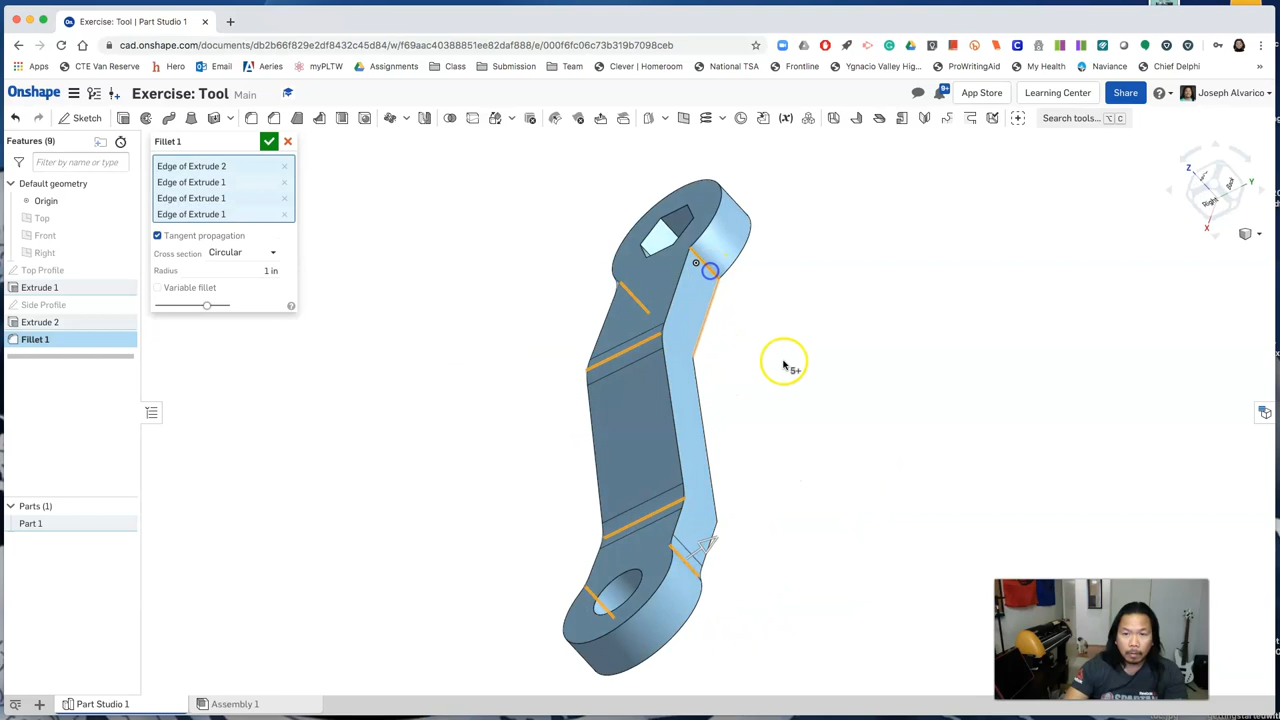 Exercise: Tool | Part Studio 1
cad.onshape.com/documents/db2b66f829e2df8432c45d84/w/f69aac40388851ee82daf888/e/000f6fc06c73b319b7098ceb
Apps
CTE Van Reserve
Hero
Email
Aeries
myPLTW
Assignments
Class
Submission
Team
Clever | Homeroom
National TSA
Frontline
Ygnacio Valley Hig...
ProWritingAid
My Health
Naviance
Chief Delphi
Onshape
Exercise: Tool Main
9+
App Store
Learning Center
Share
Joseph Alvarico
Sketch
Search tools...
⌥ C
Features (9)
Filter by name or type
Default geometry
Origin
Top
Front
Right
Top Profile
Extrude 1
Side Profile
Extrude 2
Fillet 1
Fillet 1
Edge of Extrude 2
Edge of Extrude 1
Edge of Extrude 1
Edge of Extrude 1
Tangent propagation
Cross section Circular
Radius 1 in
Variable fillet
5+
Z
Y
X
Right
Back
Parts (1)
Part 1
Part Studio 1
Assembly 1